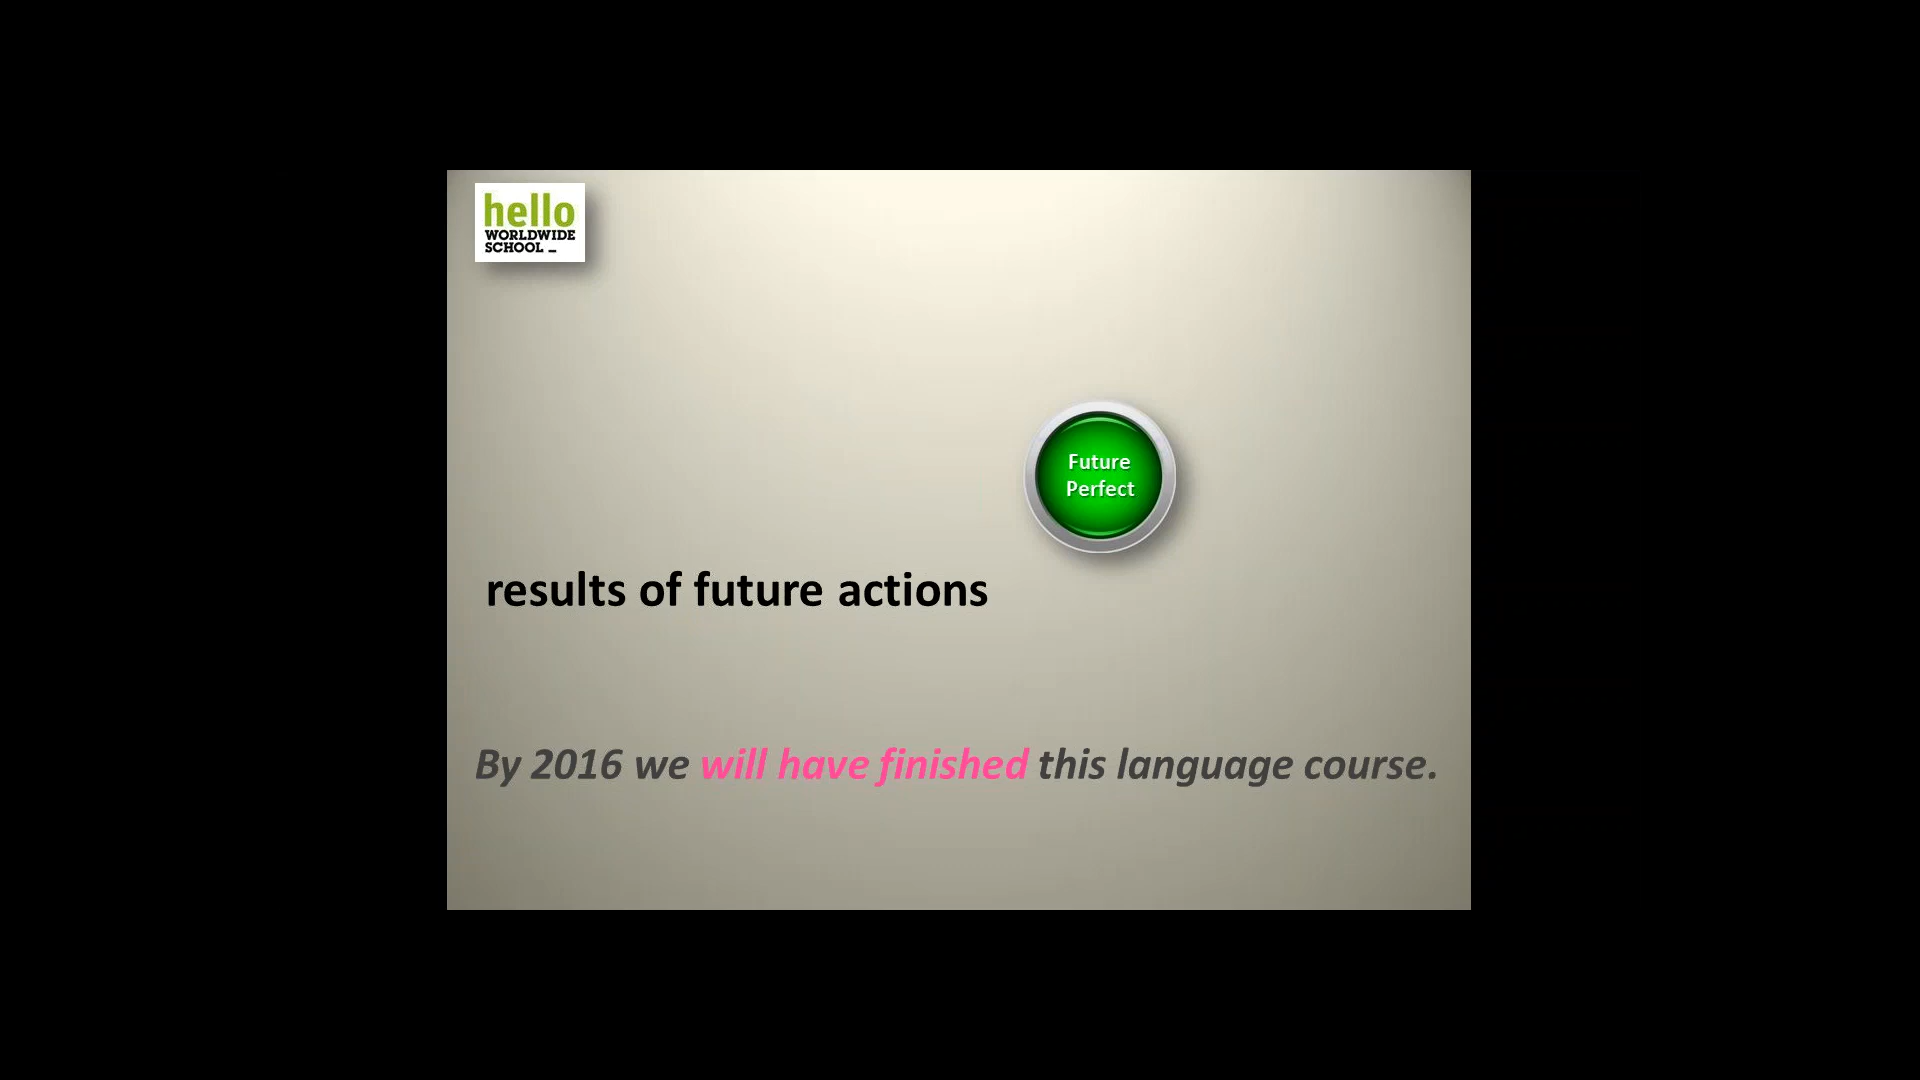 hello
WORLDWIDE
SCHOOL _
Future
Perfect
results of future actions
By 2016 we will have finished this language course.